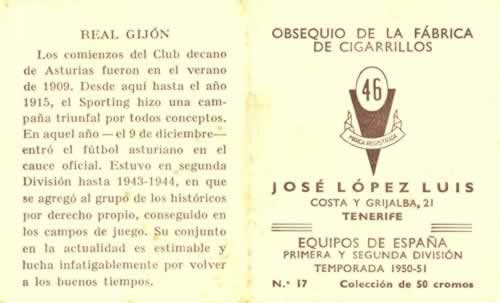 REAL GIJÓN
Los comienzos del Club decano
de Asturias fueron en el verano
de 1909. Desde aquí hasta el año
1915, el Sporting hizo una cam-
paña triunfal por todos conceptos.
En aquel año — el 9 de diciembre—
entró el fútbol asturiano en el
cauce oficial. Estuvo en segunda
División hasta 1943-1944, en que
se agregó al grupo de los históricos
por derecho propio, conseguido en
los campos de juego. Su conjunto
en la actualidad es estimable y
lucha infatigablemente por volver
a los buenos tiempos.
OBSEQUIO DE LA FÁBRICA
DE CIGARRILLOS
46
MARCA REGISTRADA
JOSÉ LÓPEZ LUIS
COSTA Y GRIJALBA, 21
TENERIFE
EQUIPOS DE ESPAÑA
PRIMERA Y SEGUNDA DIVISIÓN
TEMPORADA 1950-51
N.° 17 Colección de 50 cromos